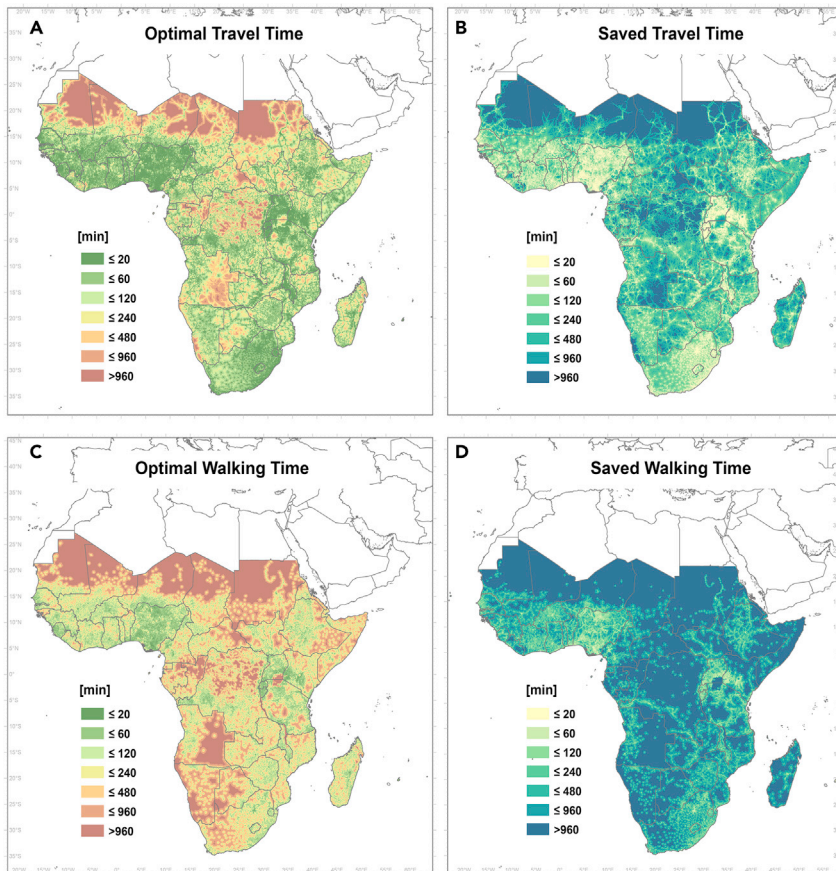 A
Optimal Travel Time
[min]
≤ 20
≤ 60
≤ 120
≤ 240
≤ 480
≤ 960
>960
B
Saved Travel Time
[min]
≤ 20
≤ 60
≤ 120
≤ 240
≤ 480
≤ 960
>960
C
Optimal Walking Time
[min]
≤ 20
≤ 60
≤ 120
≤ 240
≤ 480
≤ 960
>960
D
Saved Walking Time
[min]
≤ 20
≤ 60
≤ 120
≤ 240
≤ 480
≤ 960
>960